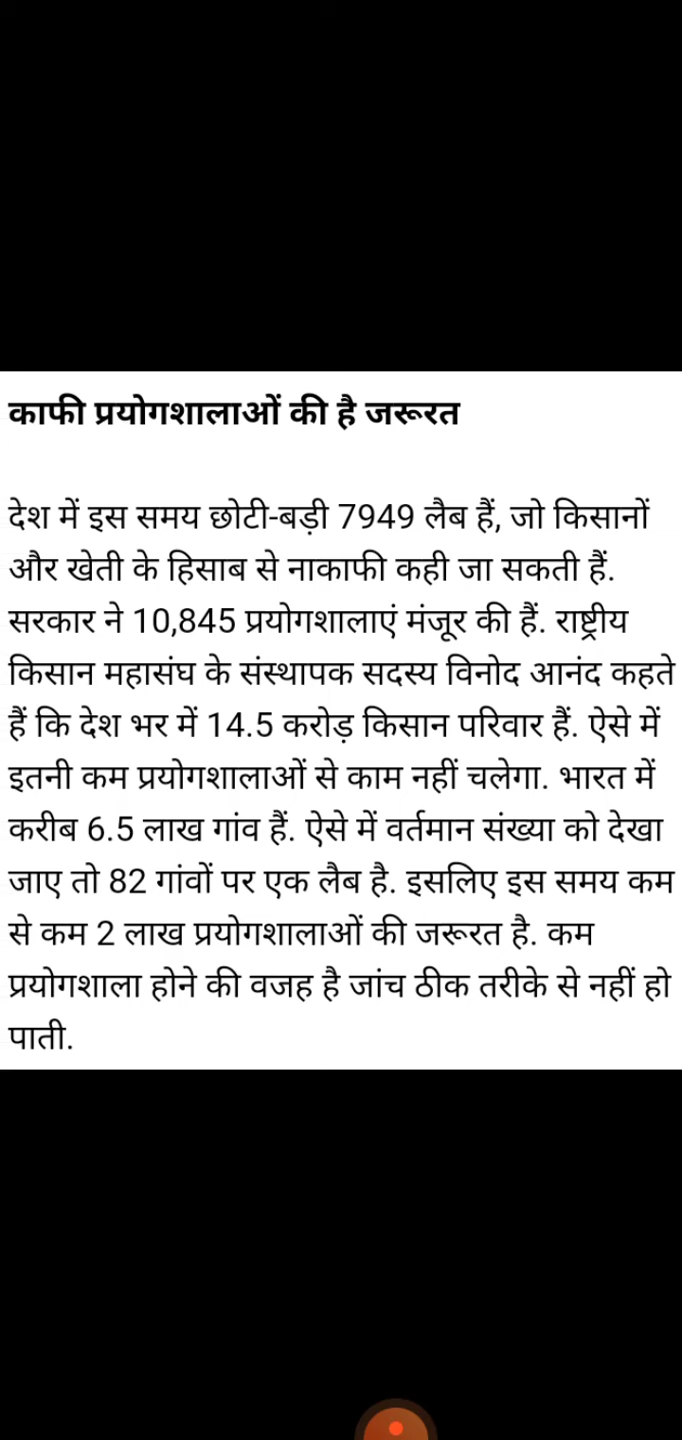 काफी प्रयोगशालाओं की है जरूरत
देश में इस समय छोटी-बड़ी 7949 लैब हैं, जो किसानों
और खेती के हिसाब से नाकाफी कही जा सकती हैं.
सरकार ने 10,845 प्रयोगशालाएं मंजूर की हैं. राष्ट्रीय
किसान महासंघ के संस्थापक सदस्य विनोद आनंद कहते
हैं कि देश भर में 14.5 करोड़ किसान परिवार हैं. ऐसे में
इतनी कम प्रयोगशालाओं से काम नहीं चलेगा. भारत में
करीब 6.5 लाख गांव हैं. ऐसे में वर्तमान संख्या को देखा
जाए तो 82 गांवों पर एक लैब है. इसलिए इस समय कम
से कम 2 लाख प्रयोगशालाओं की जरूरत है. कम
प्रयोगशाला होने की वजह है जांच ठीक तरीके से नहीं हो
पाती.